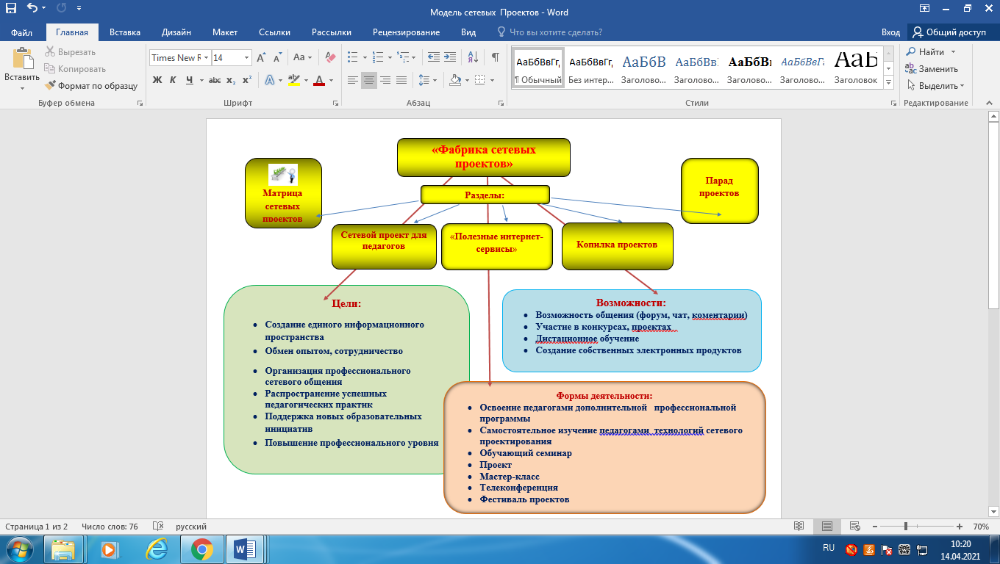 Модель сетевых Проектов - Word
Файл
Главная
Вставка
Дизайн
Макет
Ссылки
Рассылки
Рецензирование
Вид
Что вы хотите сделать?
Вход
Общий доступ
Вставить
Вырезать
Копировать
Формат по образцу
Буфер обмена
Times New R
14
Aa
Ж К Ч abc x₂ x²
Шрифт
Абзац
АаБбВвГг,
¶ Обычный
АаБбВвГг,
Без интер...
АаБбВ
Заголово...
АаБбВвГ
Заголово...
АаБбВвГ
Заголово...
АаБбВвГ
Заголово...
АаБ
Заголовок
Стили
Найти
Заменить
Выделить
Редактирование
«Фабрика сетевых
проектов»
Разделы:
Матрица
сетевых
проектов
Парад
проектов
Сетевой проект для
педагогов
«Полезные интернет-
сервисы»
Копилка проектов
Цели:
• Создание единого информационного
пространства
• Обмен опытом, сотрудничество
• Организация профессионального
сетевого общения
• Распространение успешных
педагогических практик
• Поддержка новых образовательных
инициатив
• Повышение профессионального уровня
Возможности:
• Возможность общения (форум, чат, коментарии)
• Участие в конкурсах, проектах
• Дистационное обучение
• Создание собственных электронных продуктов
Формы деятельности:
• Освоение педагогами дополнительной профессиональной
программы
• Самостоятельное изучение педагогами технологий сетевого
проектирования
• Обучающий семинар
• Проект
• Мастер-класс
• Телеконференция
• Фестиваль проектов
Страница 1 из 2
Число слов: 76
русский
70%
RU
10:20
14.04.2021